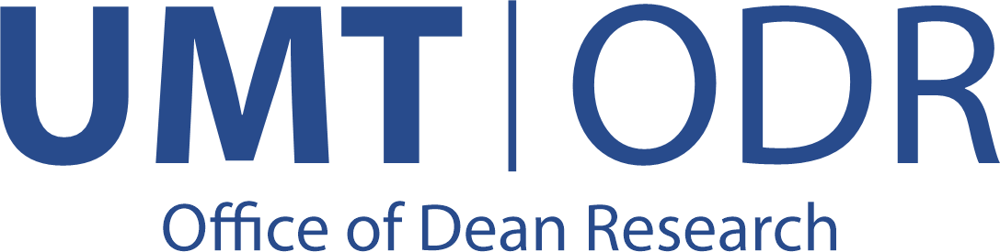 UMT | ODR
Office of Dean Research